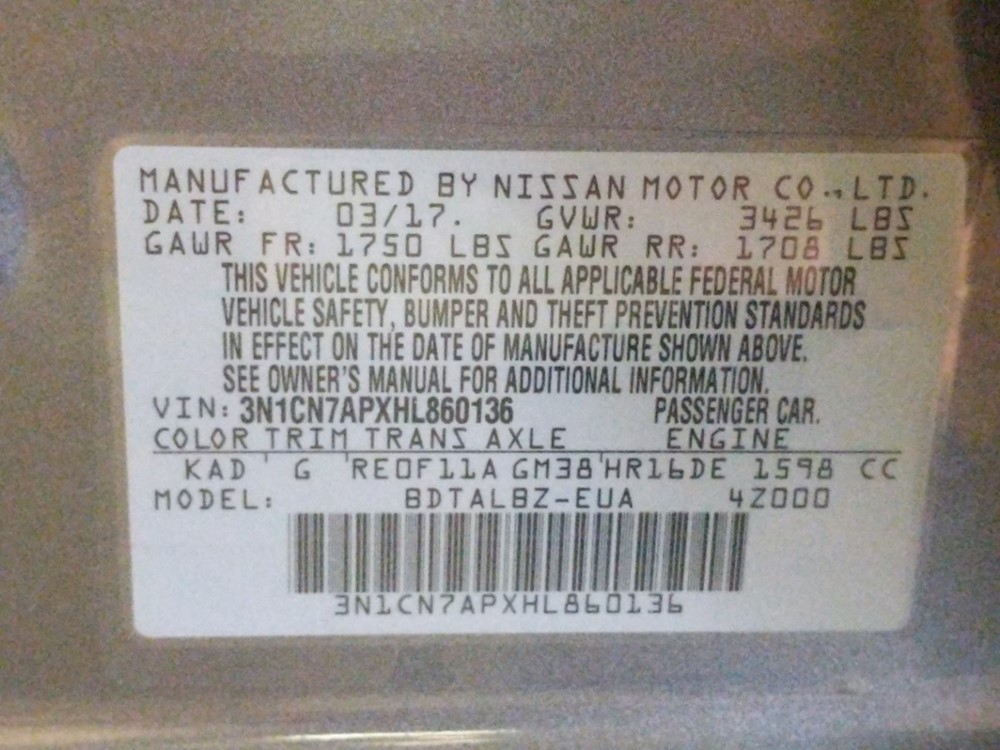 MANUFACTURED BY NISSAN MOTOR CO.,LTD.
DATE: 03/17. GVWR: 3426 LBS
GAWR FR: 1750 LBS GAWR RR: 1708 LBS
THIS VEHICLE CONFORMS TO ALL APPLICABLE FEDERAL MOTOR
VEHICLE SAFETY, BUMPER AND THEFT PREVENTION STANDARDS
IN EFFECT ON THE DATE OF MANUFACTURE SHOWN ABOVE.
SEE OWNER'S MANUAL FOR ADDITIONAL INFORMATION.
VIN: 3N1CN7APXHL860136 PASSENGER CAR.
COLOR TRIM TRANS AXLE ENGINE
KAD G RE0F11A GM38 HR16DE 1598 CC
MODEL: BDTALBZ-EUA 4Z000
3N1CN7APXHL860136